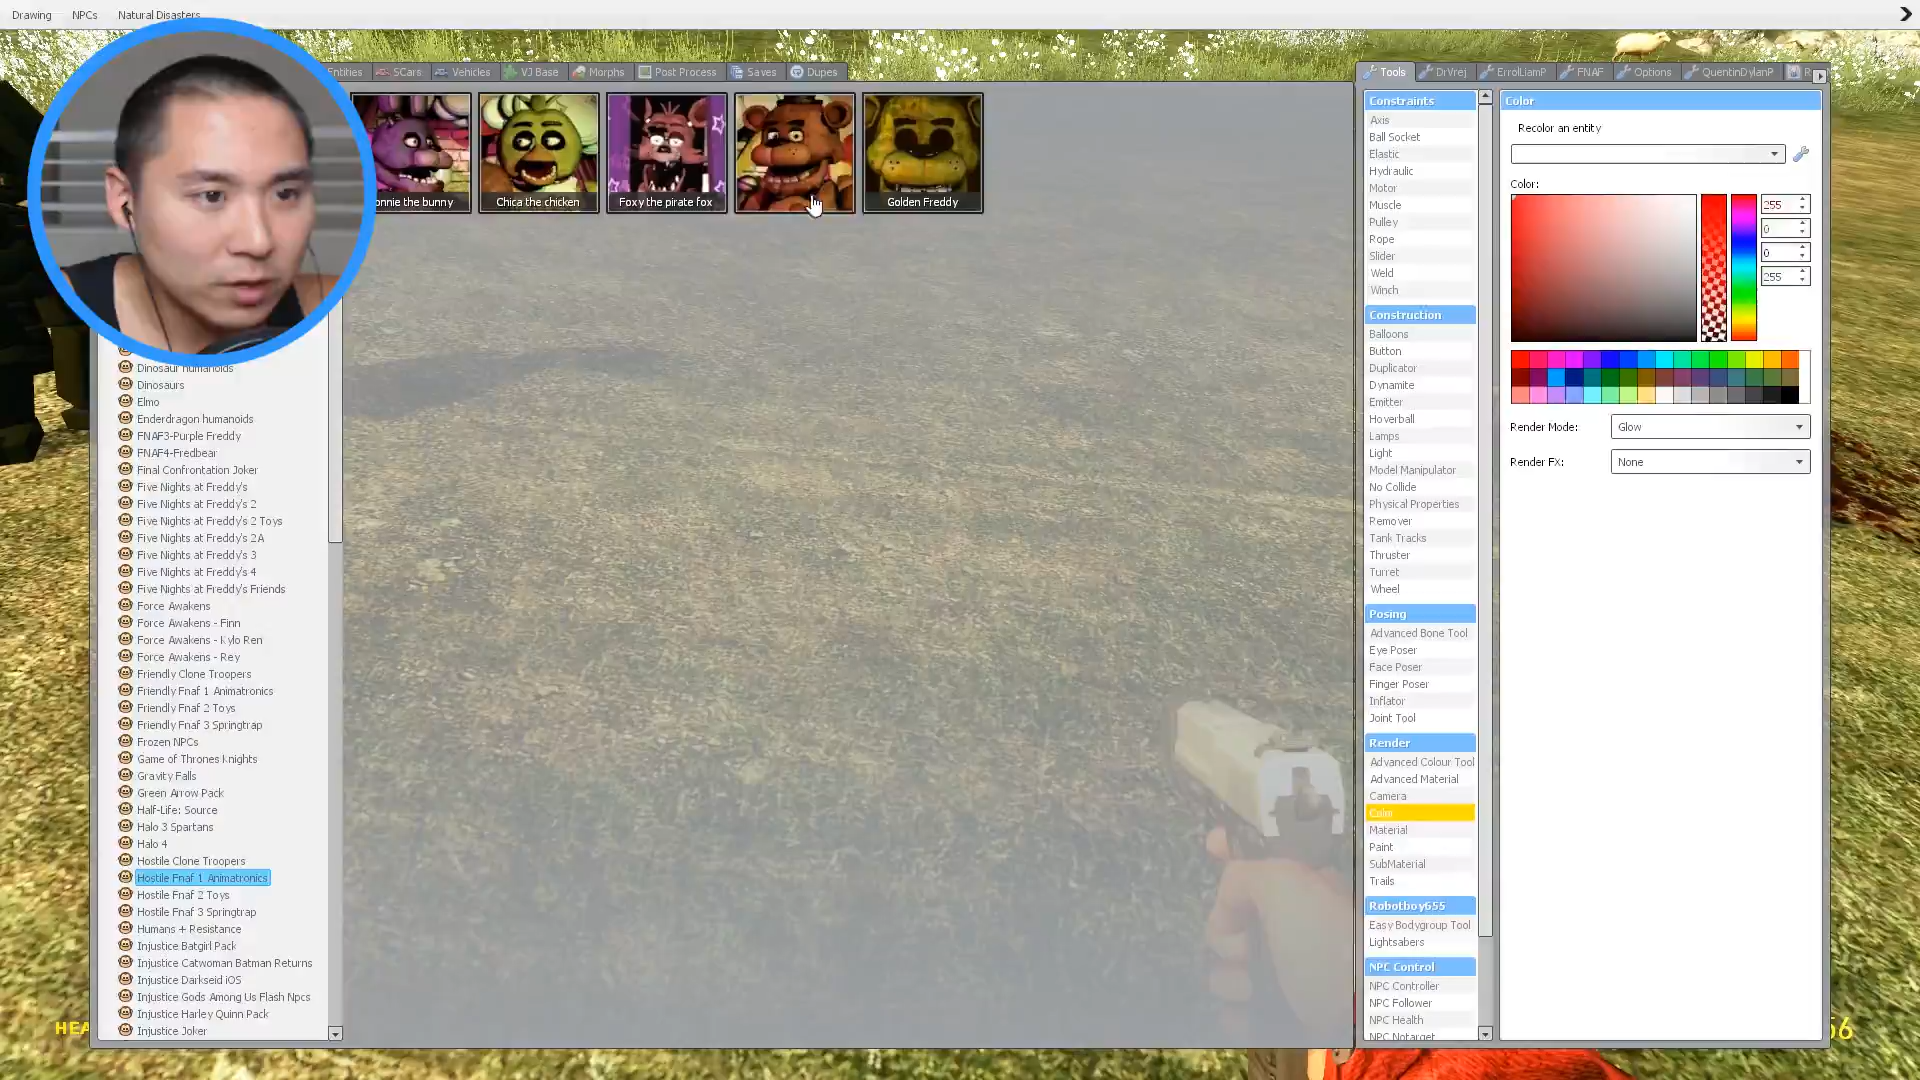 Drawing NPCs Natural Disasters
Entities SCars Vehicles VJ Base Morphs Post Process Saves Dupes
Tools DrVrej ErrolLiamP FNAF Options QuentinDylanP
onnie the bunny
Chica the chicken
Foxy the pirate fox
Golden Freddy
Dinosaur humanoids
Dinosaurs
Elmo
Enderdragon humanoids
FNAF3-Purple Freddy
FNAF4-Fredbear
Final Confrontation Joker
Five Nights at Freddy's
Five Nights at Freddy's 2
Five Nights at Freddy's 2 Toys
Five Nights at Freddy's 2A
Five Nights at Freddy's 3
Five Nights at Freddy's 4
Five Nights at Freddy's Friends
Force Awakens
Force Awakens - Finn
Force Awakens - Kylo Ren
Force Awakens - Rey
Friendly Clone Troopers
Friendly Fnaf 1 Animatronics
Friendly Fnaf 2 Toys
Friendly Fnaf 3 Springtrap
Frozen NPCs
Game of Thrones Knights
Gravity Falls
Green Arrow Pack
Half-Life: Source
Halo 3 Spartans
Halo 4
Hostile Clone Troopers
Hostile Fnaf 1 Animatronics
Hostile Fnaf 2 Toys
Hostile Fnaf 3 Springtrap
Humans + Resistance
Injustice Batgirl Pack
Injustice Catwoman Batman Returns
Injustice Darkseid iOS
Injustice Gods Among Us Flash Npcs
Injustice Harley Quinn Pack
Injustice Joker
HEA
Constraints
Axis
Ball Socket
Elastic
Hydraulic
Motor
Muscle
Pulley
Rope
Slider
Weld
Winch
Construction
Balloons
Button
Duplicator
Dynamite
Emitter
Hoverball
Lamps
Light
Model Manipulator
No Collide
Physical Properties
Remover
Tank Tracks
Thruster
Turret
Wheel
Posing
Advanced Bone Tool
Eye Poser
Face Poser
Finger Poser
Inflator
Joint Tool
Render
Advanced Colour Tool
Advanced Material
Camera
Color
Material
Paint
SubMaterial
Trails
Robotboy655
Easy Bodygroup Tool
Lightsabers
NPC Control
NPC Controller
NPC Follower
NPC Health
NPC Notarget
Color
Recolor an entity
Color:
255
0
0
255
Render Mode: Glow
Render FX: None
56